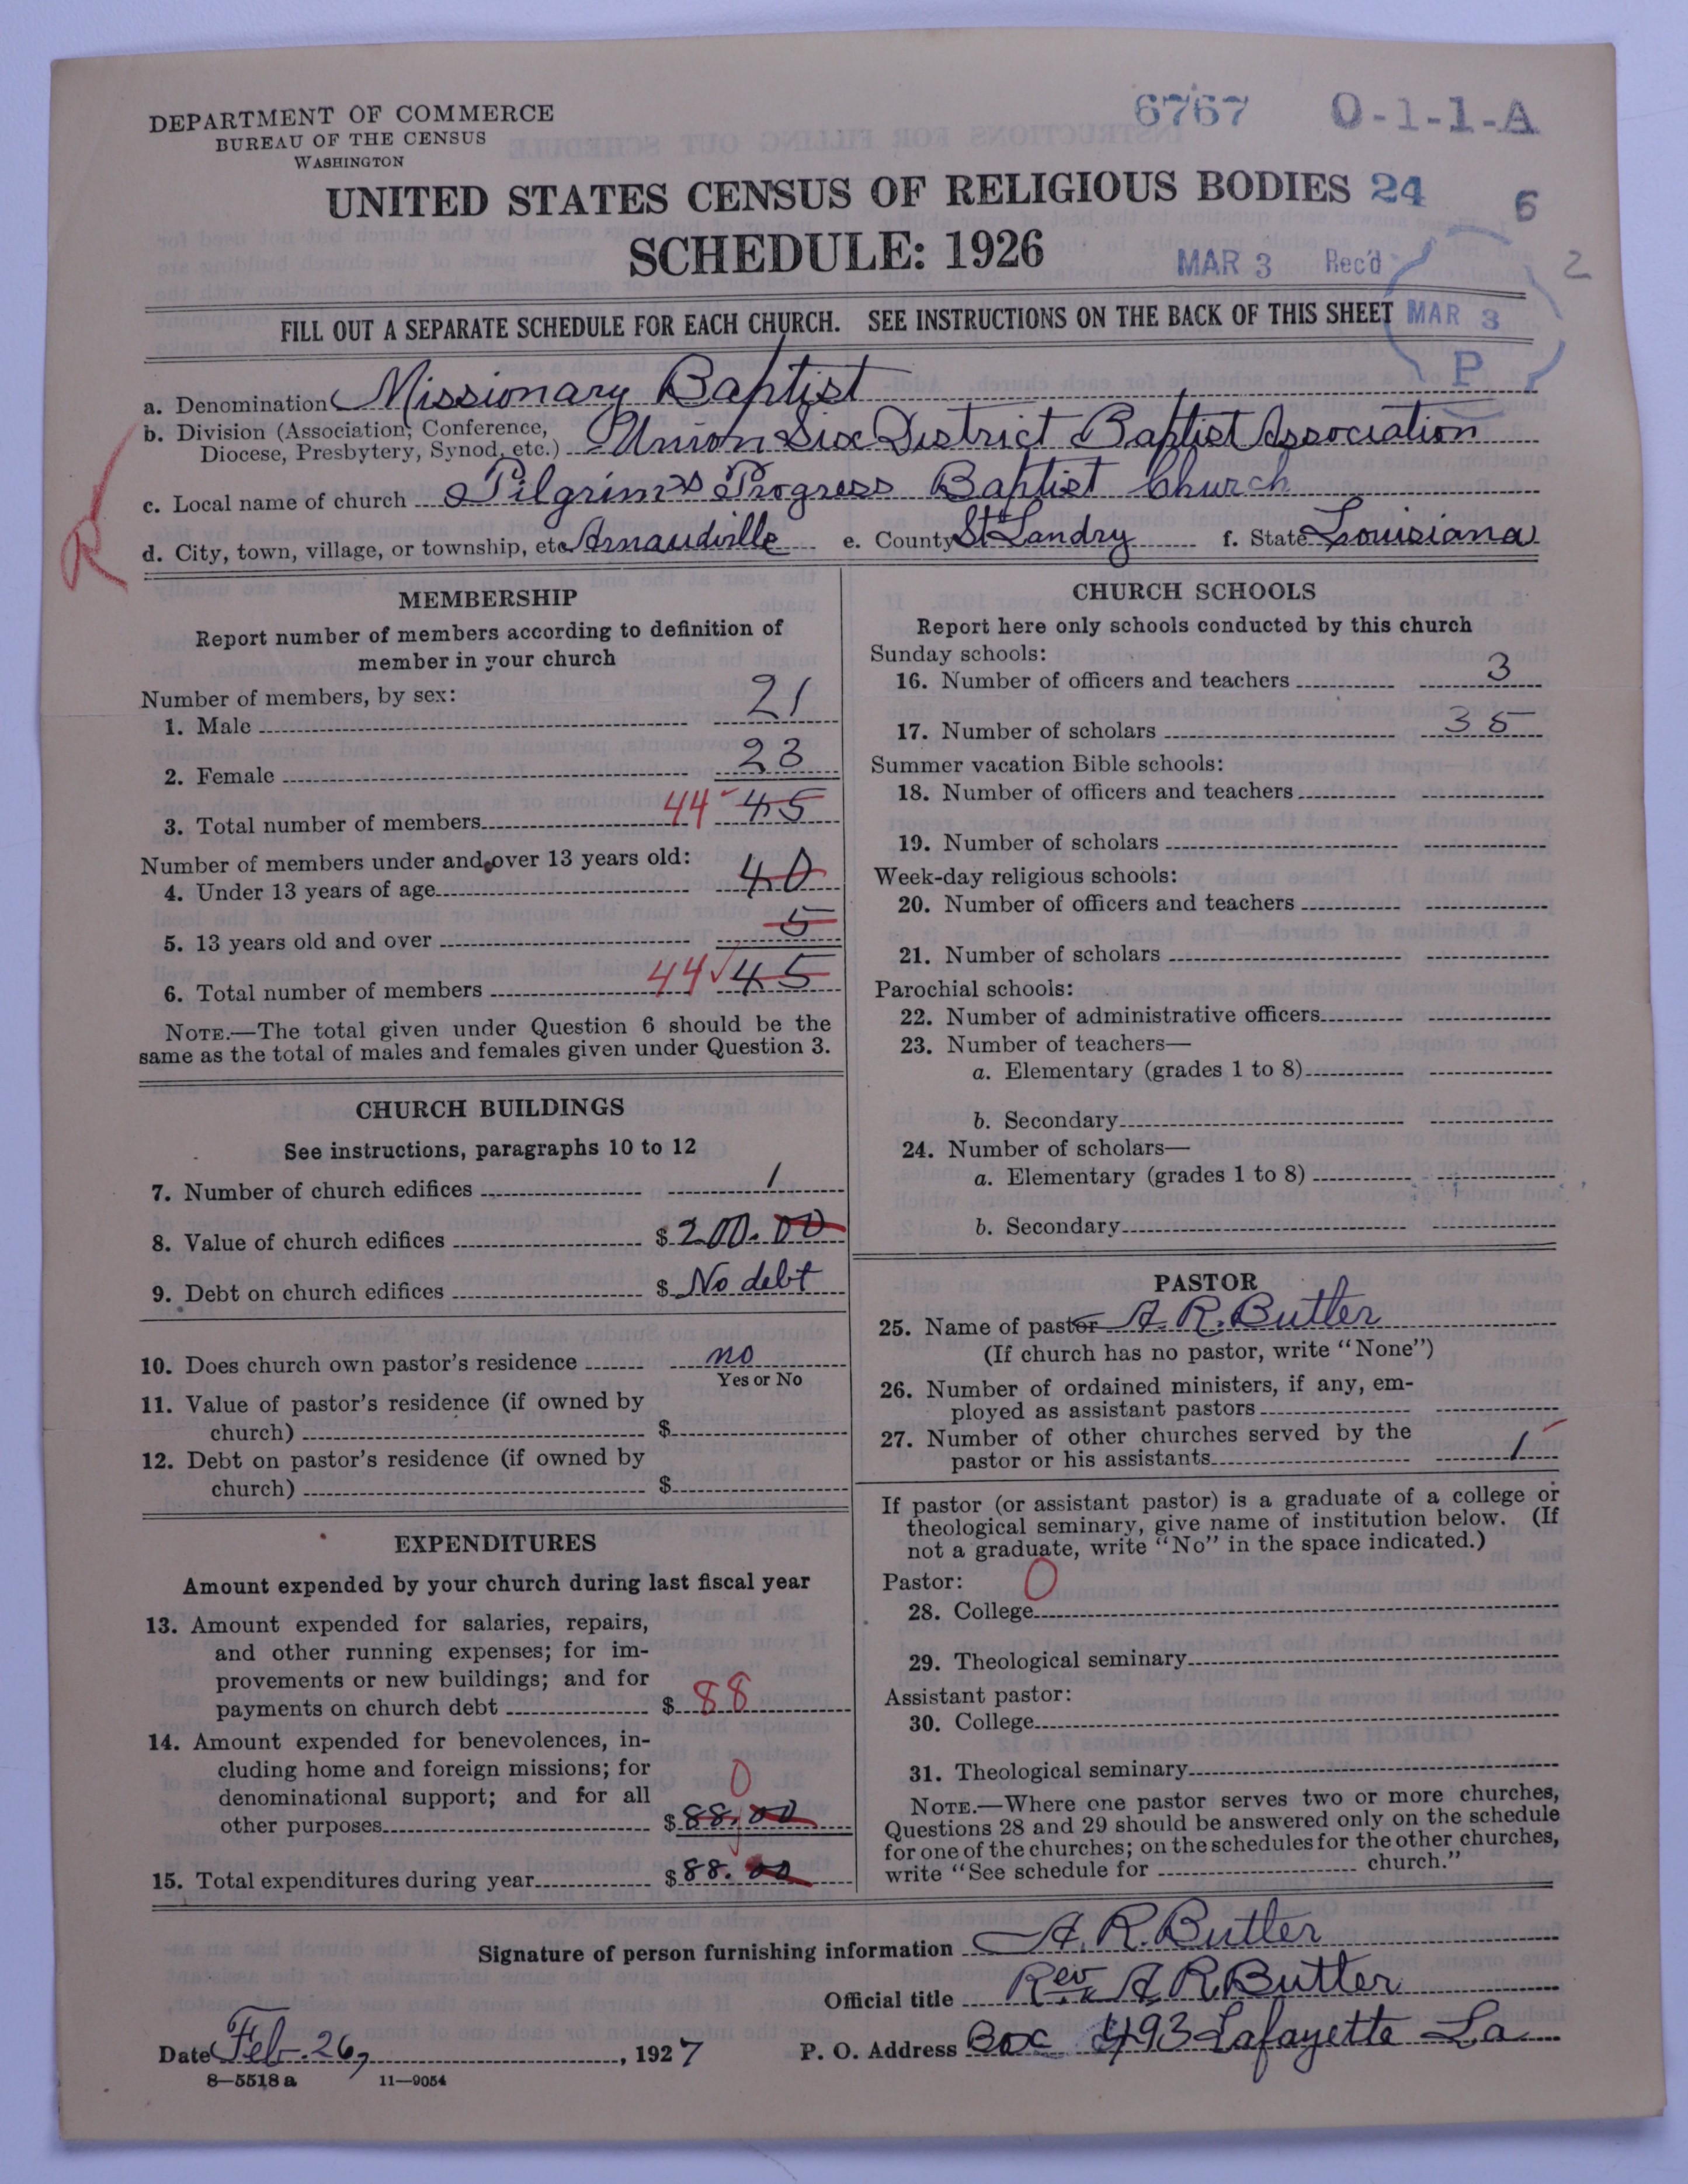 DEPARTMENT OF COMMERCE
BUREAU OF THE CENSUS
WASHINGTON
6767 0-1-1-A
UNITED STATES CENSUS OF RELIGIOUS BODIES 24 6
SCHEDULE: 1926
MAR 3 Rec'd 2
FILL OUT A SEPARATE SCHEDULE FOR EACH CHURCH. SEE INSTRUCTIONS ON THE BACK OF THIS SHEET MAR 3
P
a. Denomination Missionary Baptist
b. Division (Association, Conference, Diocese, Presbytery, Synod, etc.) Union Six District Baptist Association
c. Local name of church Pilgrims Progress Baptist Church
d. City, town, village, or township, etc Arnaudville e. County St Landry f. State Louisiana
R
MEMBERSHIP
Report number of members according to definition of
member in your church
Number of members, by sex:
1. Male 21
2. Female 23
3. Total number of members 44 45
Number of members under and over 13 years old:
4. Under 13 years of age 40
5. 13 years old and over 5
6. Total number of members 44 45
NOTE.—The total given under Question 6 should be the
same as the total of males and females given under Question 3.
CHURCH BUILDINGS
See instructions, paragraphs 10 to 12
7. Number of church edifices 1
8. Value of church edifices $ 200.00
9. Debt on church edifices $ No debt
10. Does church own pastor's residence no
Yes or No
11. Value of pastor's residence (if owned by
church) $
12. Debt on pastor's residence (if owned by
church) $
EXPENDITURES
Amount expended by your church during last fiscal year
13. Amount expended for salaries, repairs,
and other running expenses; for im-
provements or new buildings; and for
payments on church debt $ 88
14. Amount expended for benevolences, in-
cluding home and foreign missions; for
denominational support; and for all 0
other purposes $ 88.00
15. Total expenditures during year $ 88.00
CHURCH SCHOOLS
Report here only schools conducted by this church
Sunday schools:
16. Number of officers and teachers 3
17. Number of scholars 35
Summer vacation Bible schools:
18. Number of officers and teachers
19. Number of scholars
Week-day religious schools:
20. Number of officers and teachers
21. Number of scholars
Parochial schools:
22. Number of administrative officers
23. Number of teachers—
a. Elementary (grades 1 to 8)
b. Secondary
24. Number of scholars—
a. Elementary (grades 1 to 8)
b. Secondary
PASTOR
25. Name of pastor A. R. Butler
(If church has no pastor, write "None")
26. Number of ordained ministers, if any, em-
ployed as assistant pastors
27. Number of other churches served by the
pastor or his assistants 1
If pastor (or assistant pastor) is a graduate of a college or
theological seminary, give name of institution below. (If
not a graduate, write "No" in the space indicated.)
Pastor: 0
28. College
29. Theological seminary
Assistant pastor:
30. College
31. Theological seminary
NOTE.—Where one pastor serves two or more churches,
Questions 28 and 29 should be answered only on the schedule
for one of the churches; on the schedules for the other churches,
write "See schedule for church."
Signature of person furnishing information A. R. Butler
Official title Rev. A. R. Butler
Date Feb. 26, 1927 P. O. Address Box 493 Lafayette La
8—5518 a 11—9054